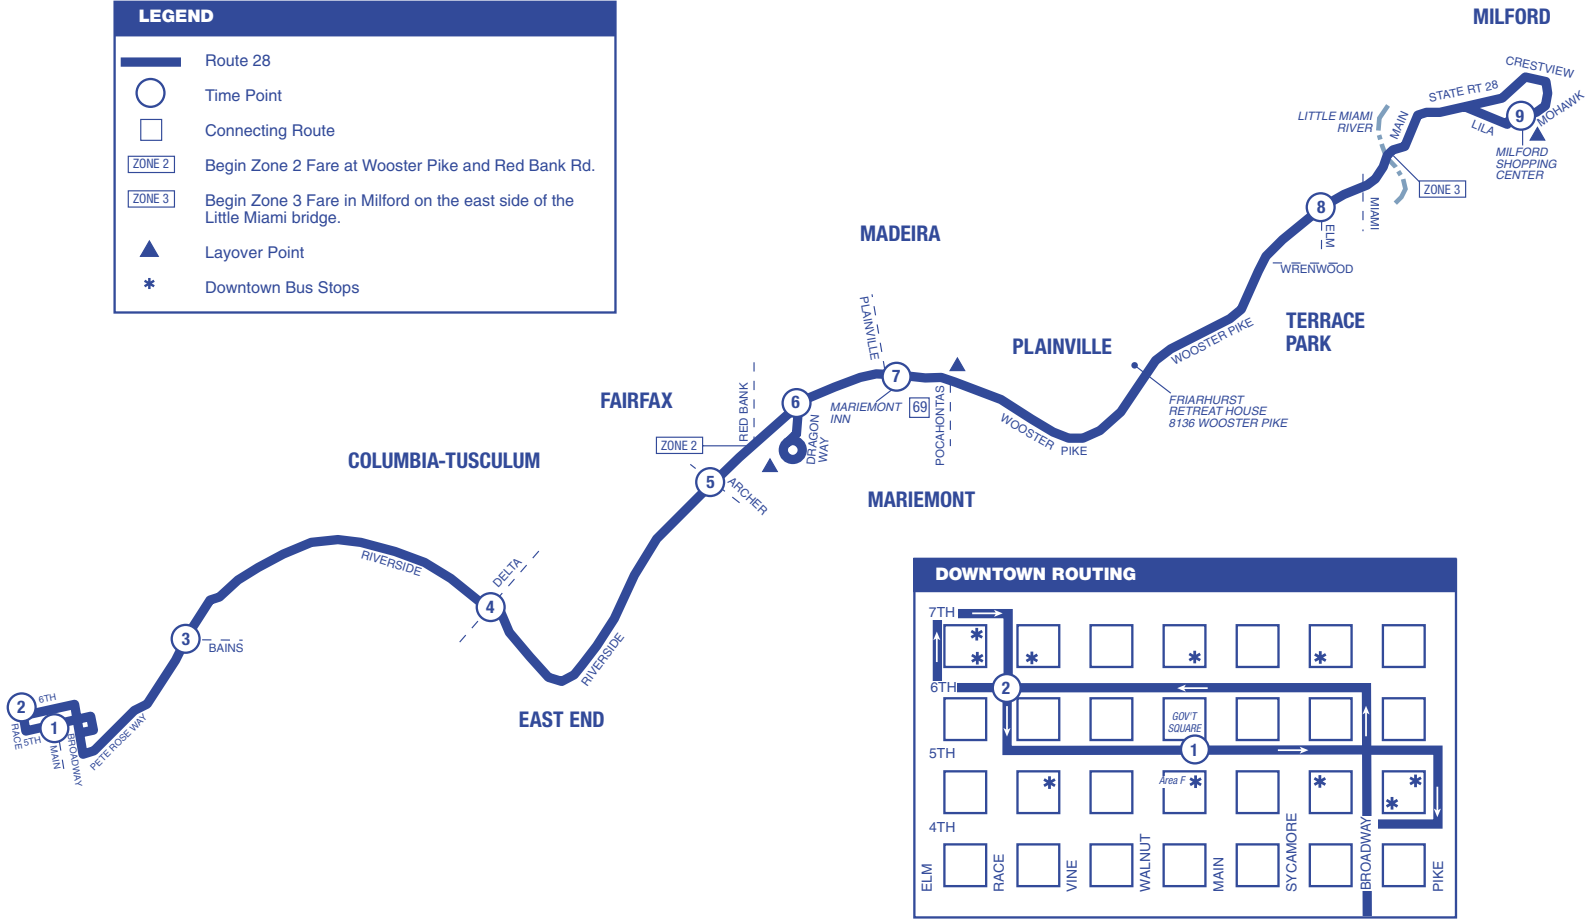 LEGEND
Route 28
Time Point
Connecting Route
ZONE 2
Begin Zone 2 Fare at Wooster Pike and Red Bank Rd.
ZONE 3
Begin Zone 3 Fare in Milford on the east side of the
Little Miami bridge.
Layover Point
*
Downtown Bus Stops
MILFORD
CRESTVIEW
STATE RT 28
MOHAWK
9
LILA
MILFORD
SHOPPING
CENTER
LITTLE MIAMI
RIVER
MAIN
ZONE 3
MIAMI
8
ELM
WRENWOOD
TERRACE
PARK
MADEIRA
PLAINVILLE
PLAINVILLE
WOOSTER PIKE
FRIARHURST
RETREAT HOUSE
8136 WOOSTER PIKE
7
MARIEMONT
INN
69
POCAHONTAS
WOOSTER
PIKE
MARIEMONT
FAIRFAX
RED BANK
6
DRAGON
WAY
ZONE 2
5
ARCHER
COLUMBIA-TUSCULUM
RIVERSIDE
DELTA
4
RIVERSIDE
EAST END
3
BAINS
2
6TH
1
RACE
5TH
MAIN
BROADWAY
PETE ROSE WAY
DOWNTOWN ROUTING
7TH
* * * *
*
6TH
2
GOV'T
SQUARE
5TH
1
* Area F * * *
*
4TH
ELM
RACE
VINE
WALNUT
MAIN
SYCAMORE
BROADWAY
PIKE